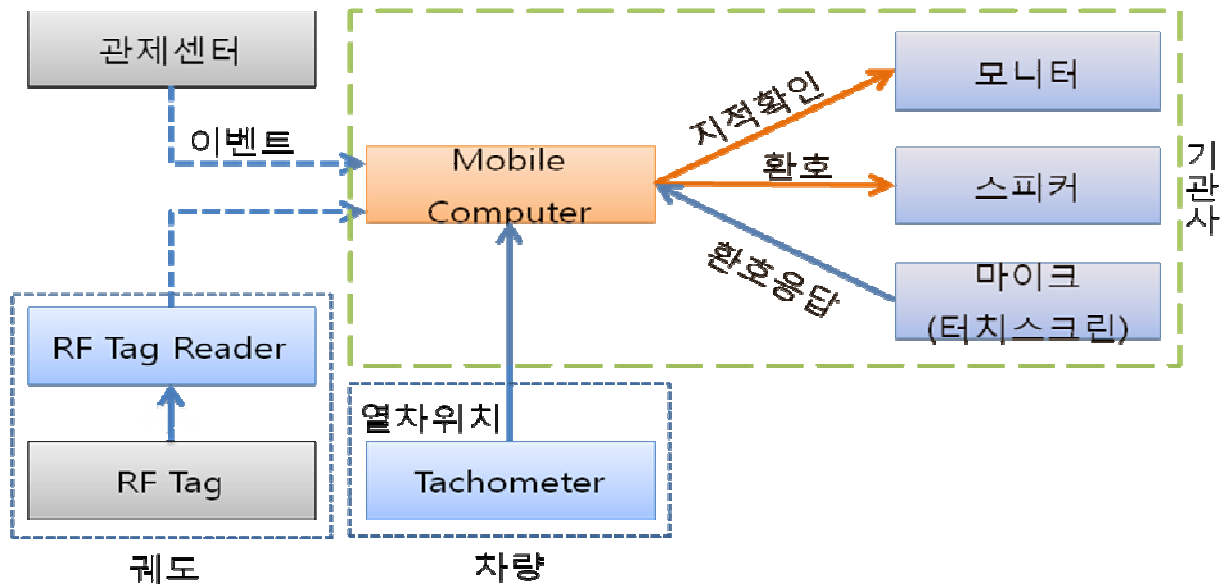 관제센터
이벤트
RF Tag Reader
RF Tag
궤도
Mobile
Computer
열차위치
Tachometer
차량
지적확인
환호
환호응답
모니터
스피커
마이크
(터치스크린)
기관사